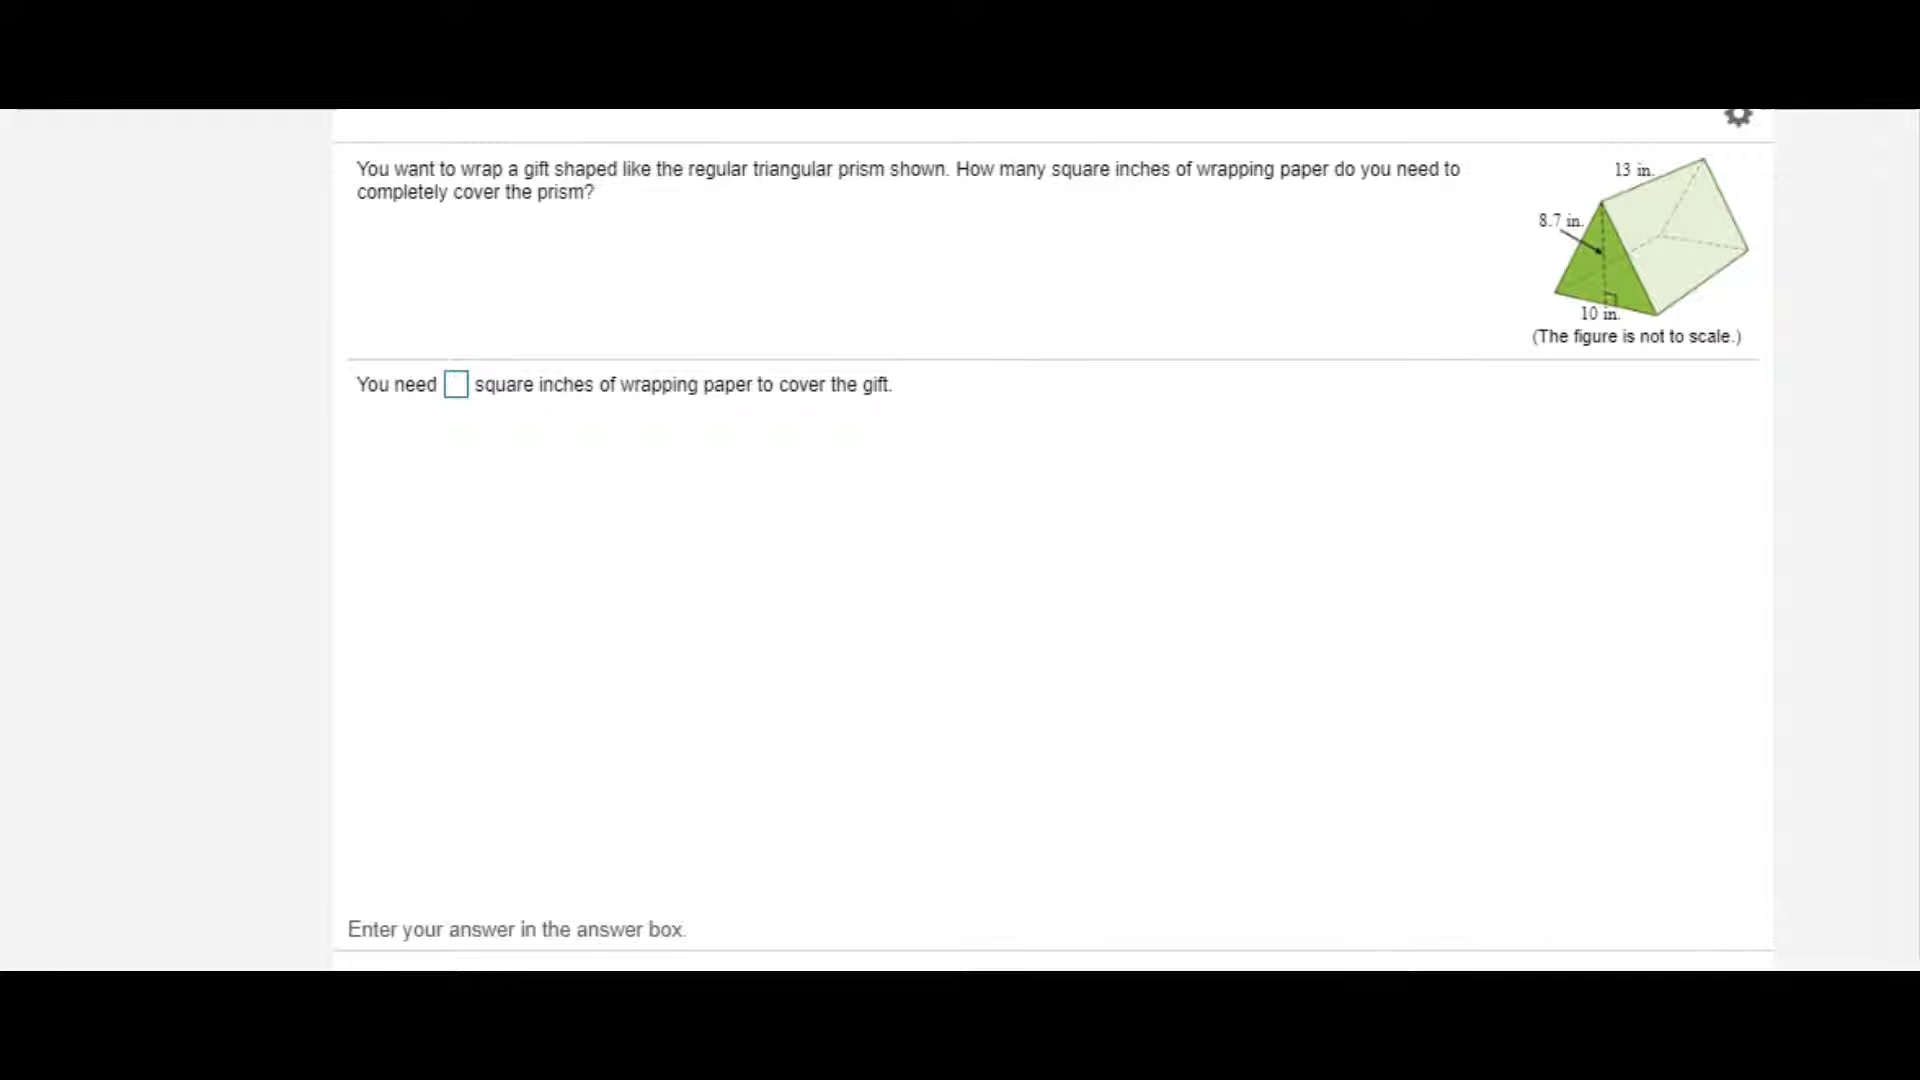 You want to wrap a gift shaped like the regular triangular prism shown. How many square inches of wrapping paper do you need to
completely cover the prism?
13 in.
8.7 in.
10 in.
(The figure is not to scale.)
You need square inches of wrapping paper to cover the gift.
Enter your answer in the answer box.